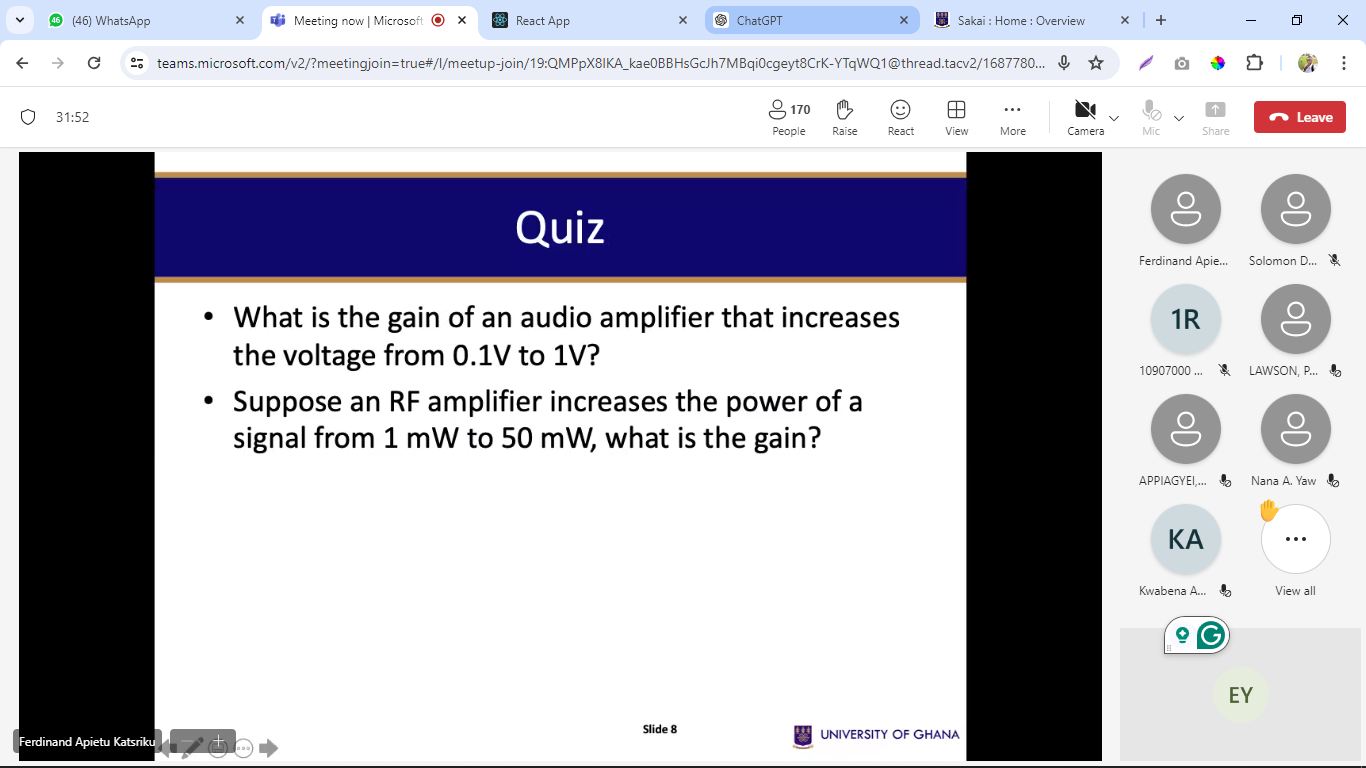 (46) WhatsApp
Meeting now | Microsoft
React App
ChatGPT
Sakai : Home : Overview
teams.microsoft.com/v2/?meetingjoin=true#/l/meetup-join/19:QMPpX8IKA_kae0BBHsGcJh7MBqi0cgeyt8CrK-YTqWQ1@thread.tacv2/1687780...
31:52
170
People
Raise
React
View
More
Camera
Mic
Share
Leave
Quiz
• What is the gain of an audio amplifier that increases
the voltage from 0.1V to 1V?
• Suppose an RF amplifier increases the power of a
signal from 1 mW to 50 mW, what is the gain?
Slide 8
UNIVERSITY OF GHANA
Ferdinand Apietu Katsriku
Ferdinand Apie...
Solomon D...
1R
10907000 ...
LAWSON, P...
APPIAGYEI,...
Nana A. Yaw
KA
Kwabena A...
View all
EY